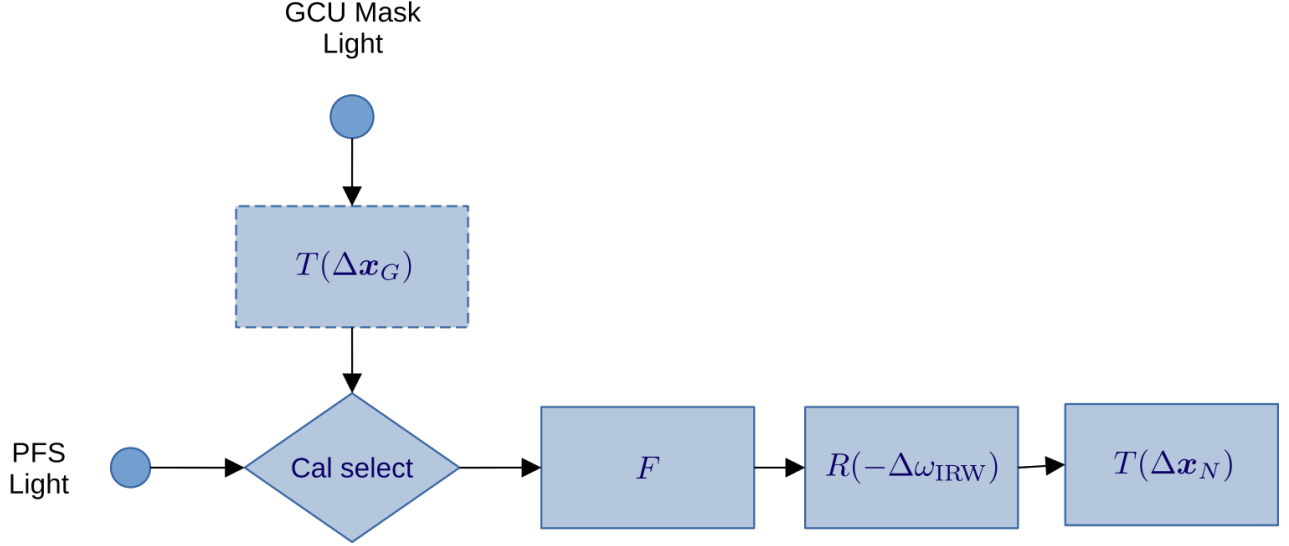 GCU Mask
Light
T(Δx_G)
PFS
Light
Cal select
F
R(−Δω_IRW)
T(Δx_N)